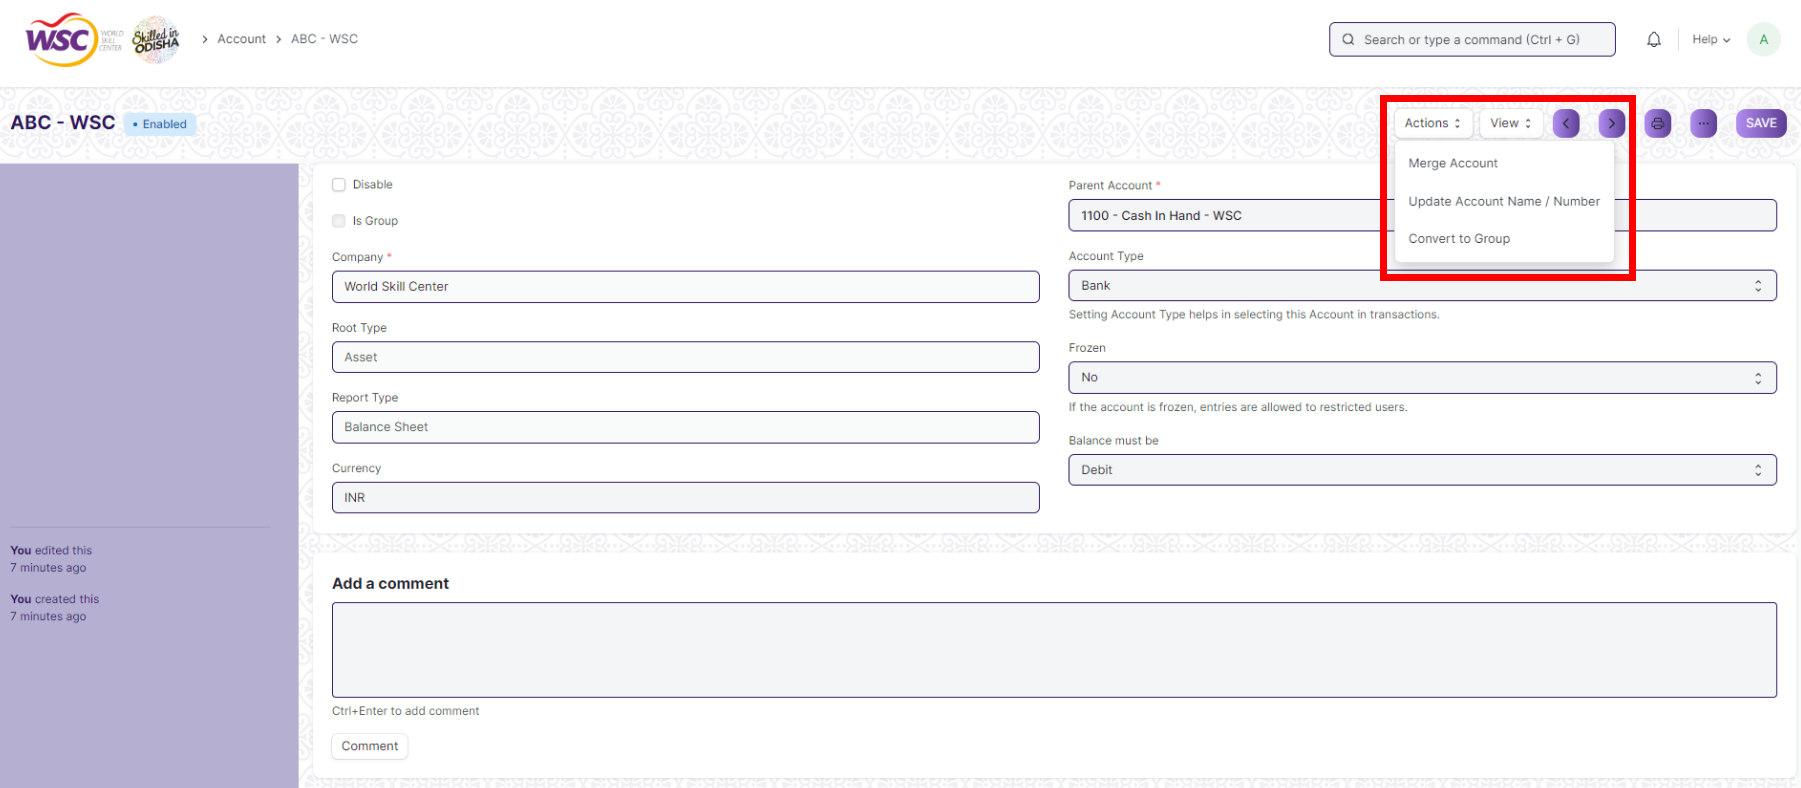 WSC WORLD SKILL CENTER Skilled in ODISHA > Account > ABC - WSC Search or type a command (Ctrl + G) Help A
ABC - WSC • Enabled Actions View ... SAVE
Merge Account
Update Account Name / Number
Convert to Group
Disable
Is Group
Company *
World Skill Center
Root Type
Asset
Report Type
Balance Sheet
Currency
INR
Parent Account *
1100 - Cash In Hand - WSC
Account Type
Bank
Setting Account Type helps in selecting this Account in transactions.
Frozen
No
If the account is frozen, entries are allowed to restricted users.
Balance must be
Debit
You edited this
7 minutes ago
You created this
7 minutes ago
Add a comment
Ctrl+Enter to add comment
Comment